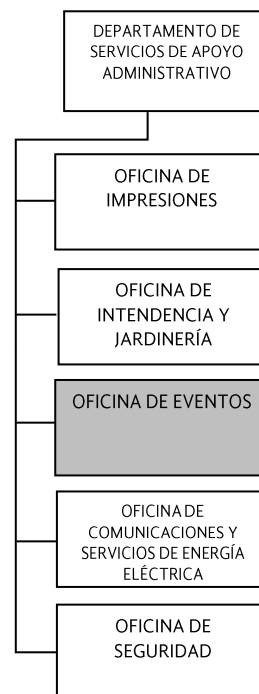 DEPARTAMENTO DE
SERVICIOS DE APOYO
ADMINISTRATIVO
OFICINA DE
IMPRESIONES
OFICINA DE
INTENDENCIA Y
JARDINERÍA
OFICINA DE EVENTOS
OFICINA DE
COMUNICACIONES Y
SERVICIOS DE ENERGÍA
ELÉCTRICA
OFICINA DE
SEGURIDAD